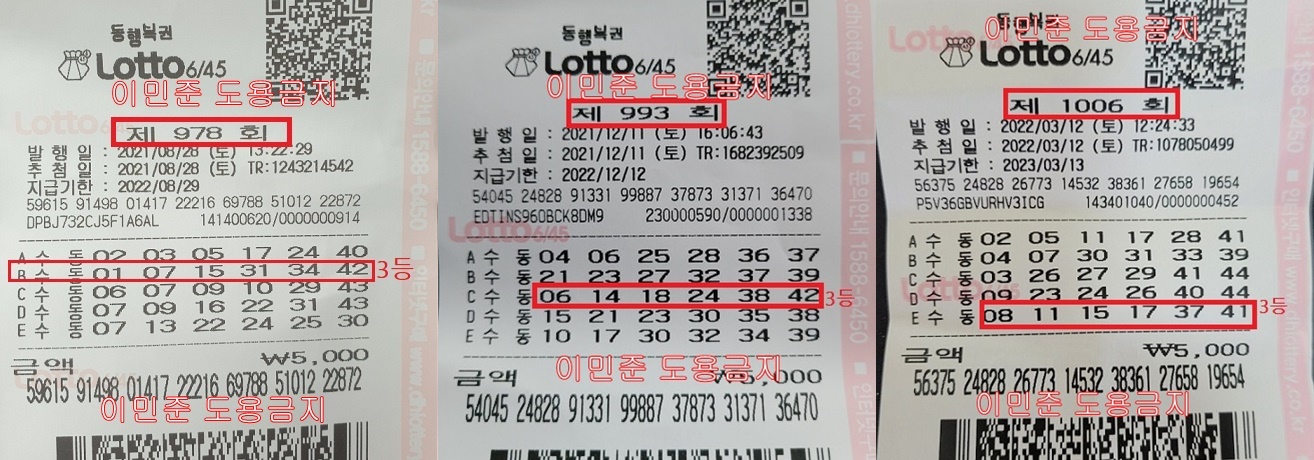 동행복권
Lotto 6/45
이민준 도용금지
제 978 회
발 행 일 : 2021/08/28 (토) 13:22:29
추 첨 일 : 2021/08/28 (토) TR:1243214542
지급기한 : 2022/08/29
59615 91498 01417 22216 69788 51012 22872
DPBJ732CJ5F1A6AL 141400620/0000000914
A 수 동 02 03 05 17 24 40
B 수 동 01 07 15 31 34 42 3등
C 수 동 06 07 09 10 29 43
D 수 동 07 09 16 22 31 43
E 수 동 07 13 22 24 25 30
금액 ₩5,000
59615 91498 01417 22216 69788 51012 22872
이민준 도용금지
동행복권
Lotto 6/45
이민준 도용금지
제 993 회
발 행 일 : 2021/12/11 (토) 16:06:43
추 첨 일 : 2021/12/11 (토) TR:1682392509
지급기한 : 2022/12/12
54045 24828 91331 99887 37873 31371 36470
EDTINS960BCK8DM9 230000590/0000001338
Lotto 6/45
A 수 동 04 06 25 28 36 37
B 수 동 21 23 27 32 37 39
C 수 동 06 14 18 24 38 42 3등
D 수 동 15 21 23 30 35 38
E 수 동 10 17 30 32 34 39
이민준 도용금지
금액 ₩5,000
54045 24828 91331 99887 37873 31371 36470
문의안내 1588-6450
동행복권
이민준 도용금지
Lotto 6/45
제 1006 회
발 행 일 : 2022/03/12 (토) 12:24:33
추 첨 일 : 2022/03/12 (토) TR:1078050499
지급기한 : 2023/03/13
56375 24828 26773 14532 38361 27658 19654
P5V36GBVURHV3ICG 143401040/0000000452
A 수 동 02 05 11 17 28 41
B 수 동 04 07 30 31 33 39
C 수 동 03 26 27 29 41 44
D 수 동 09 23 24 26 40 44
E 수 동 08 11 15 17 37 41 3등
금액 ₩5,000
56375 24828 26773 14532 38361 27658 19654
이민준 도용금지